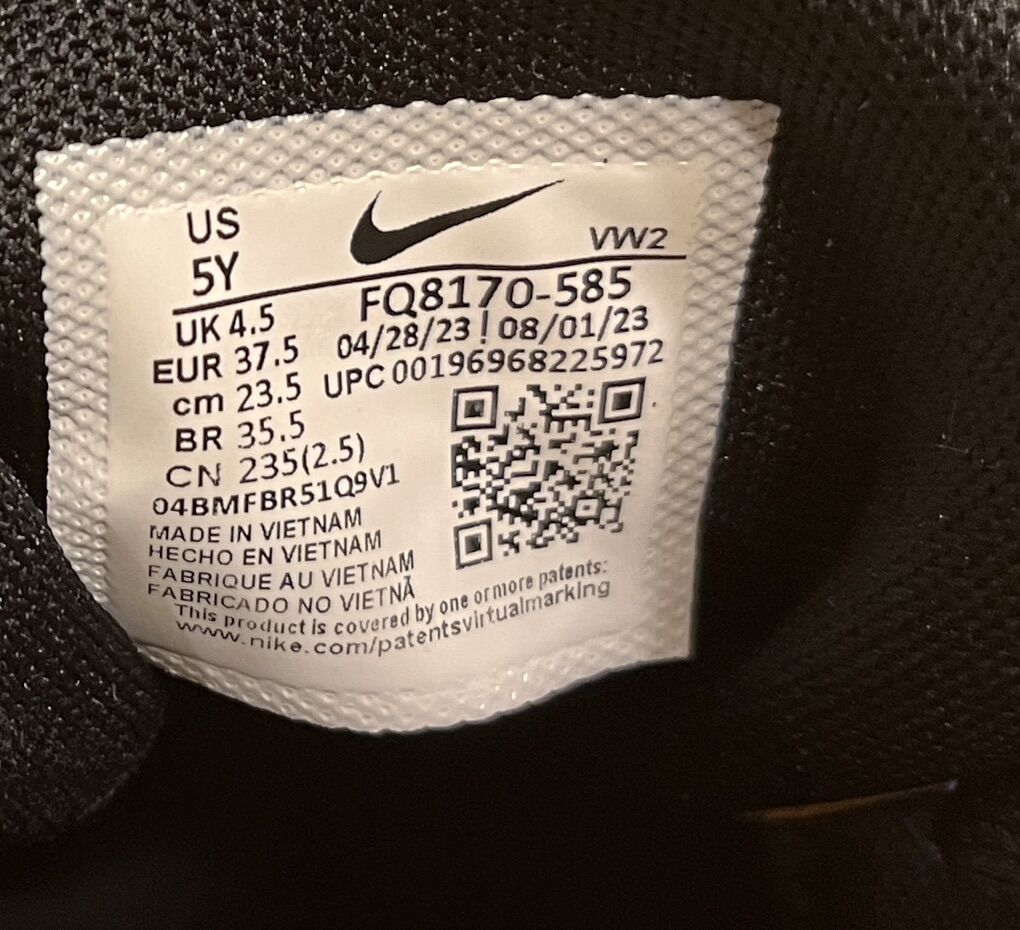 US
5Y
VW2
UK 4.5
EUR 37.5
cm 23.5
BR 35.5
CN 235(2.5)
FQ8170-585
04/28/23 ! 08/01/23
UPC 00196968225972
04BMFBR51Q9V1
MADE IN VIETNAM
HECHO EN VIETNAM
FABRIQUE AU VIETNAM
FABRICADO NO VIETNÃ
This product is covered by one or more patents:
www.nike.com/patentsvirtualmarking